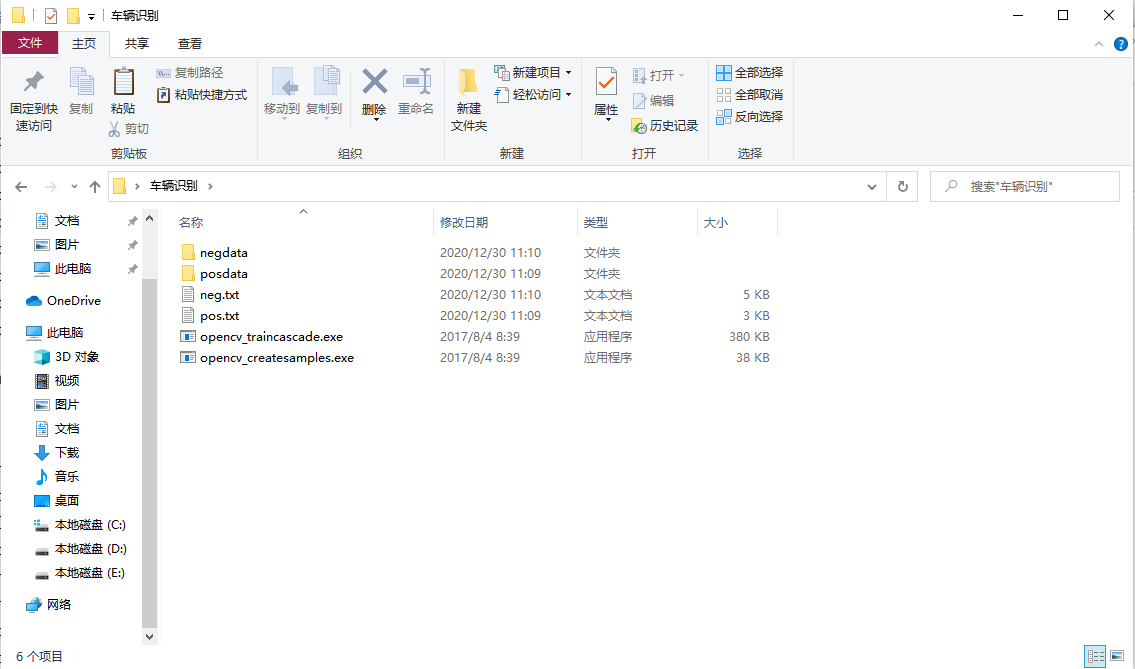 车辆识别
文件 主页 共享 查看
固定到快速访问
复制
粘贴
复制路径
粘贴快捷方式
剪切
剪贴板
移动到 复制到 删除 重命名
组织
新建文件夹
新建项目
轻松访问
新建
属性
打开
编辑
历史记录
打开
全部选择
全部取消
反向选择
选择
车辆识别
搜索"车辆识别"
名称 修改日期 类型 大小
negdata 2020/12/30 11:10 文件夹
posdata 2020/12/30 11:09 文件夹
neg.txt 2020/12/30 11:10 文本文档 5 KB
pos.txt 2020/12/30 11:09 文本文档 3 KB
opencv_traincascade.exe 2017/8/4 8:39 应用程序 380 KB
opencv_createsamples.exe 2017/8/4 8:39 应用程序 38 KB
文档
图片
此电脑
OneDrive
此电脑
3D 对象
视频
图片
文档
下载
音乐
桌面
本地磁盘 (C:)
本地磁盘 (D:)
本地磁盘 (E:)
网络
6 个项目